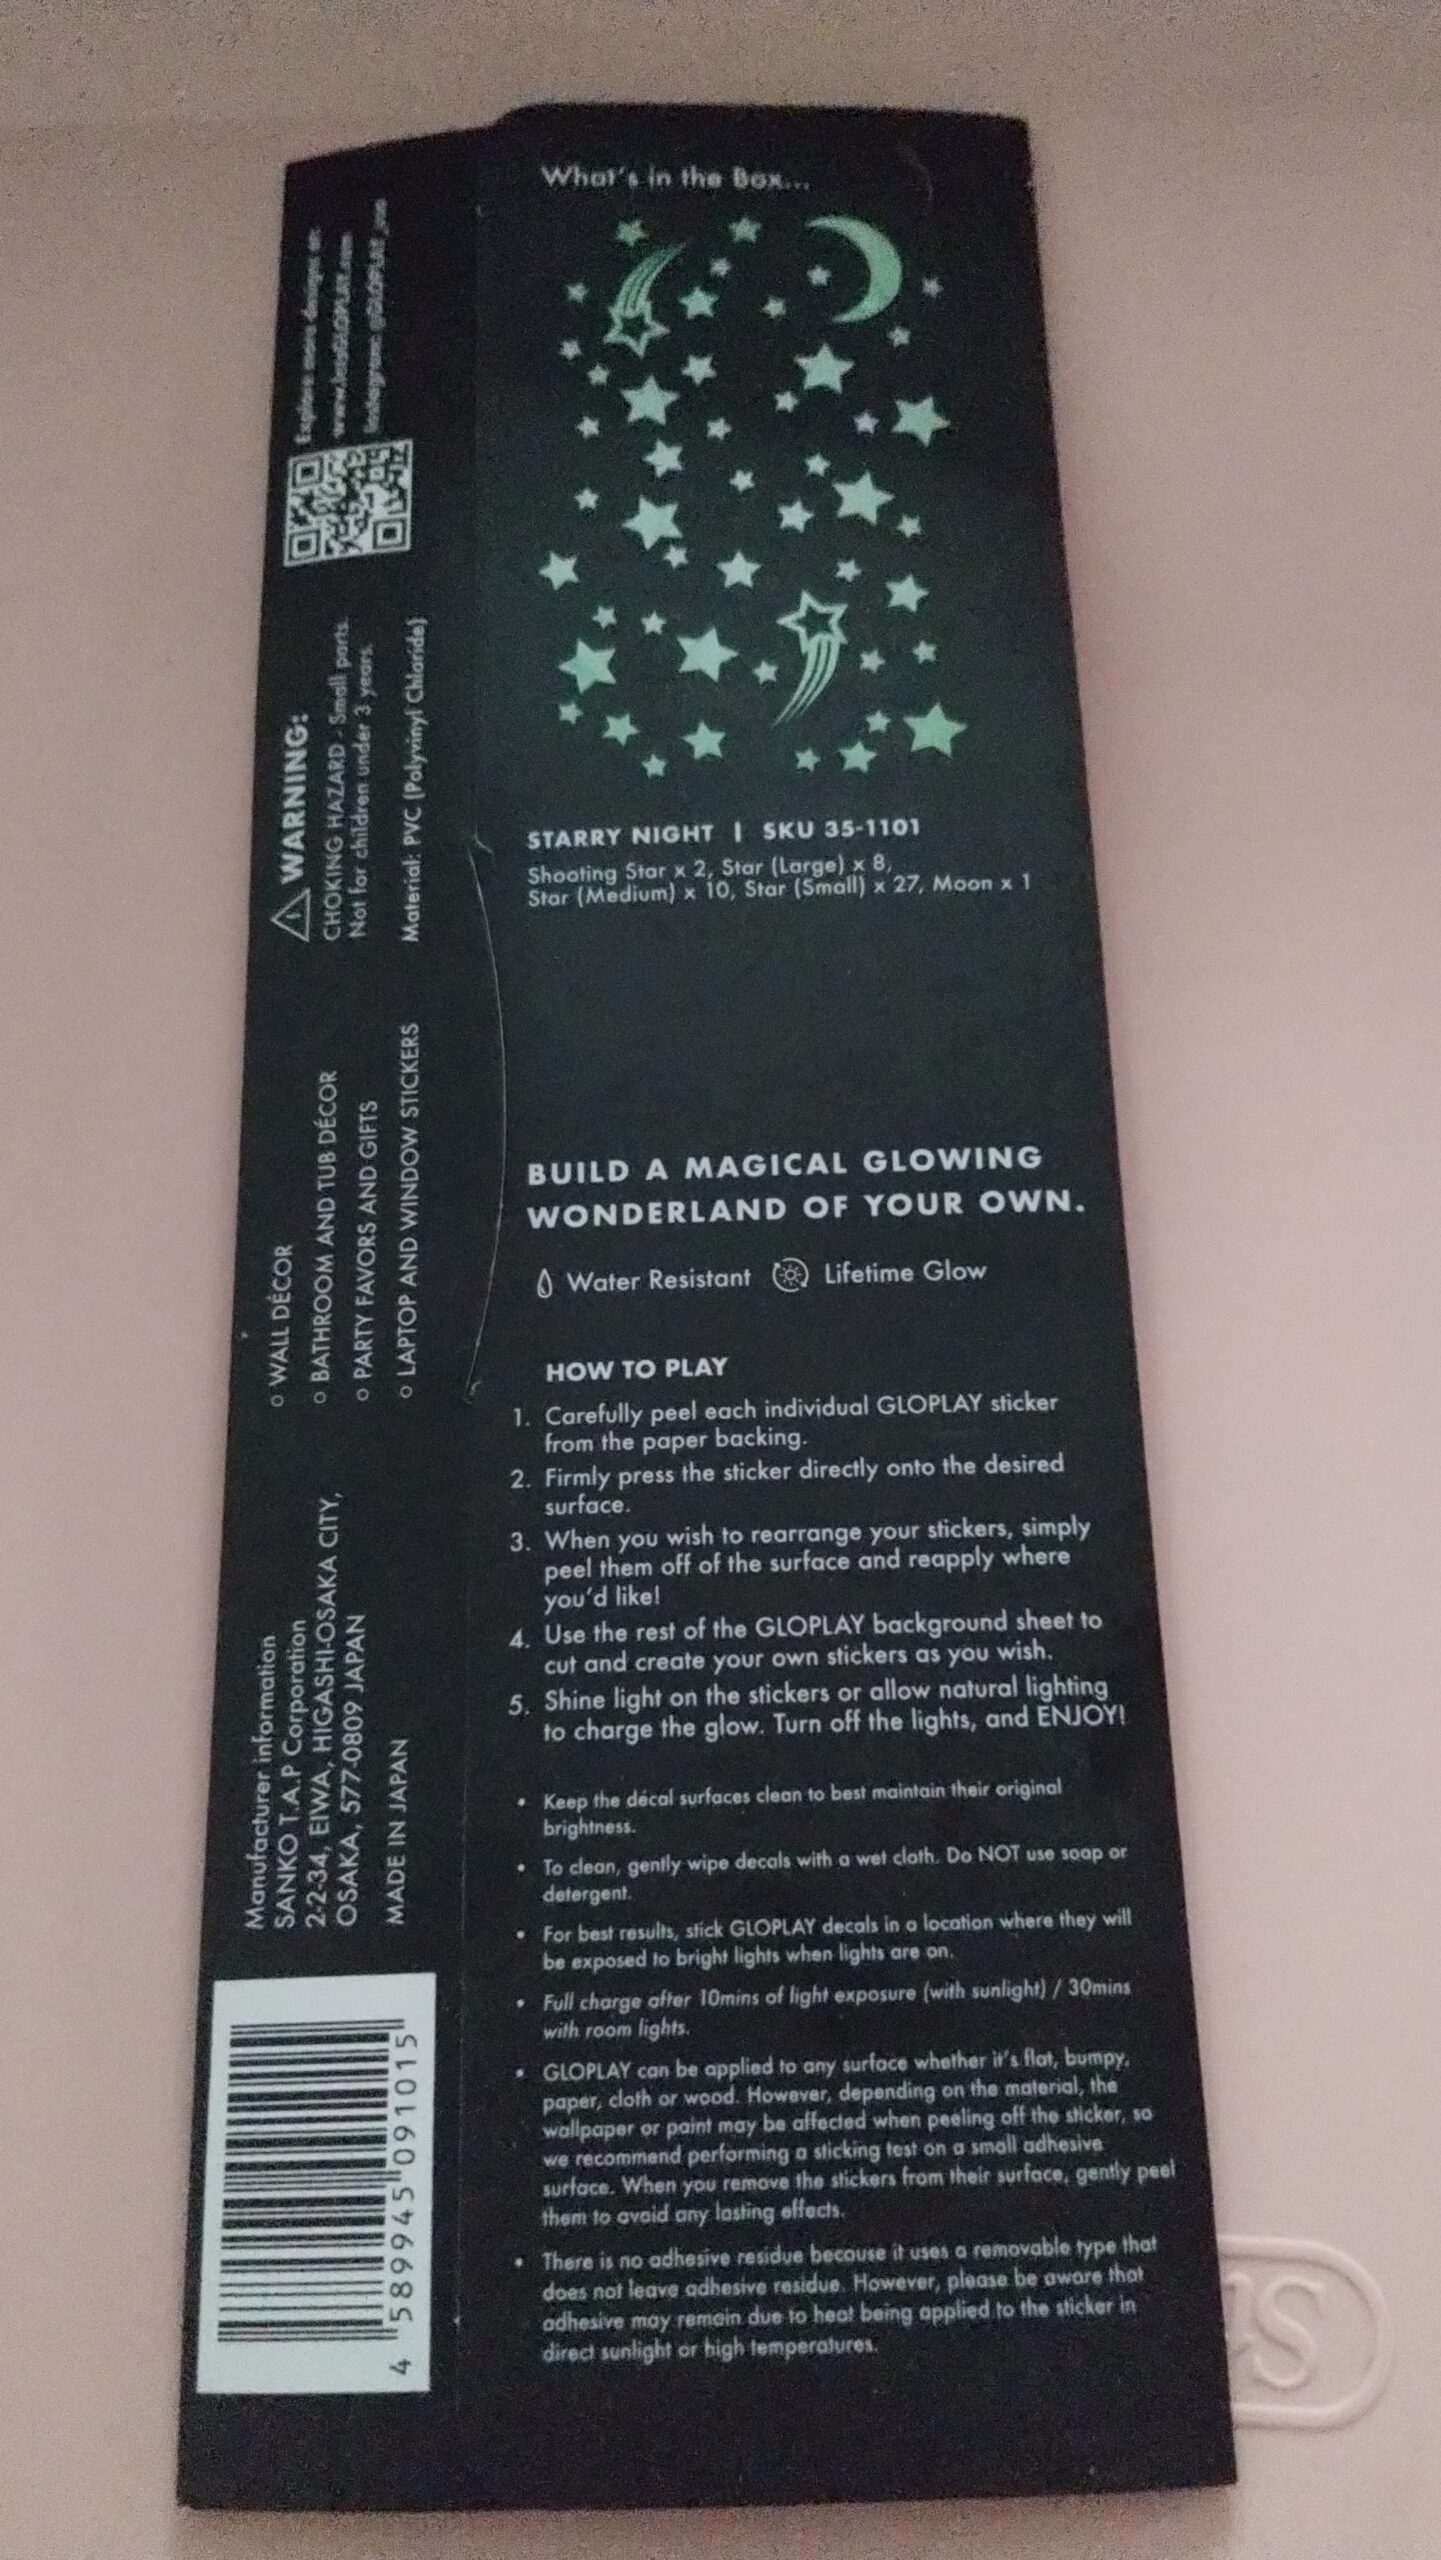 What's in the Box...
STARRY NIGHT | SKU 35-1101
Shooting Star x 2, Star (Large) x 8,
Star (Medium) x 10, Star (Small) x 27, Moon x 1
BUILD A MAGICAL GLOWING
WONDERLAND OF YOUR OWN.
Water Resistant Lifetime Glow
HOW TO PLAY
1. Carefully peel each individual GLOPLAY sticker
from the paper backing.
2. Firmly press the sticker directly onto the desired
surface.
3. When you wish to rearrange your stickers, simply
peel them off of the surface and reapply where
you'd like!
4. Use the rest of the GLOPLAY background sheet to
cut and create your own stickers as you wish.
5. Shine light on the stickers or allow natural lighting
to charge the glow. Turn off the lights, and ENJOY!
• Keep the décal surfaces clean to best maintain their original
brightness.
• To clean, gently wipe decals with a wet cloth. Do NOT use soap or
detergent.
• For best results, stick GLOPLAY decals in a location where they will
be exposed to bright lights when lights are on.
• Full charge after 10mins of light exposure (with sunlight) / 30mins
with room lights.
• GLOPLAY can be applied to any surface whether it's flat, bumpy,
paper, cloth or wood. However, depending on the material, the
wallpaper or paint may be affected when peeling off the sticker, so
we recommend performing a sticking test on a small adhesive
surface. When you remove the stickers from their surface, gently peel
them to avoid any lasting effects.
• There is no adhesive residue because it uses a removable type that
does not leave adhesive residue. However, please be aware that
adhesive may remain due to heat being applied to the sticker in
direct sunlight or high temperatures.
4 589945 091015
Manufacturer information
SANKO T.A.P Corporation
2-2-34, EIWA, HIGASHI-OSAKA CITY,
OSAKA, 577-0809 JAPAN
MADE IN JAPAN
○ WALL DÉCOR
○ BATHROOM AND TUB DÉCOR
○ PARTY FAVORS AND GIFTS
○ LAPTOP AND WINDOW STICKERS
WARNING:
CHOKING HAZARD - Small parts.
Not for children under 3 years.
Material: PVC (Polyvinyl Chloride)
Explore more designs on
Instagram